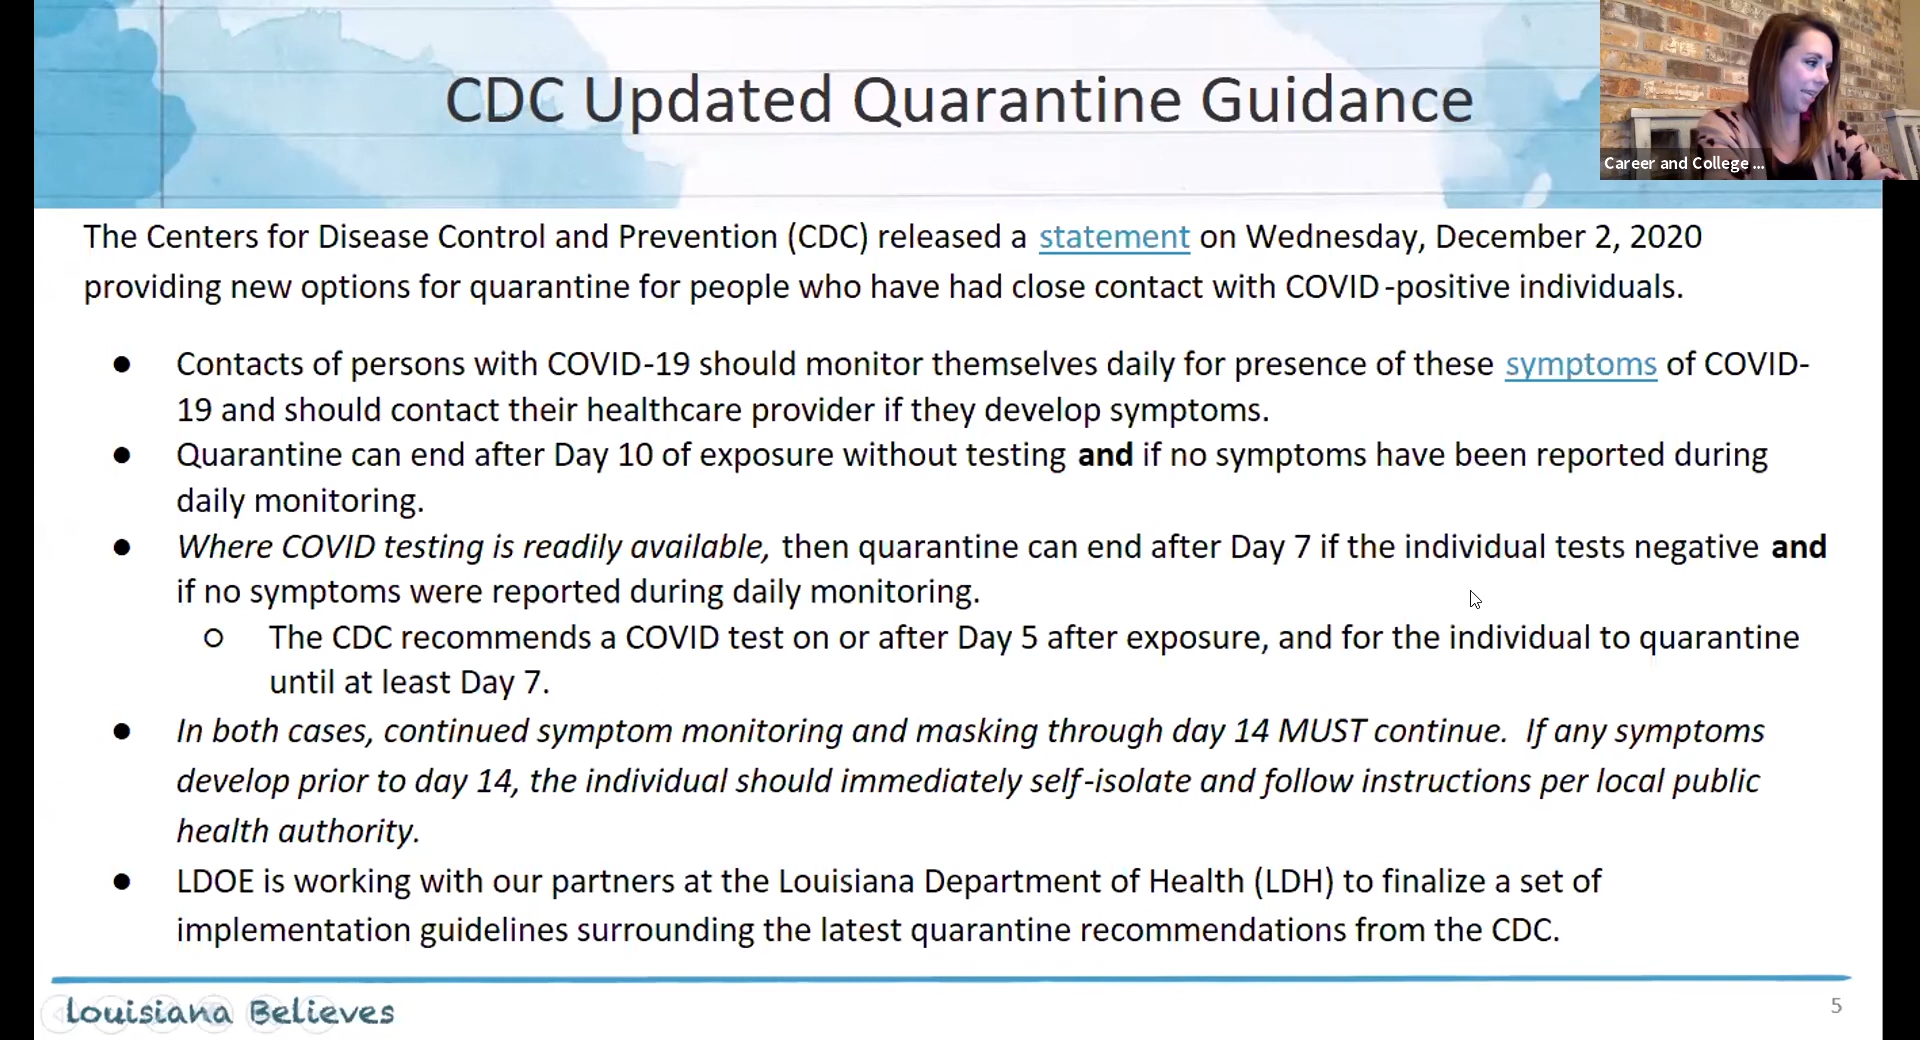 CDC Updated Quarantine Guidance
Career and College ...
The Centers for Disease Control and Prevention (CDC) released a statement on Wednesday, December 2, 2020
providing new options for quarantine for people who have had close contact with COVID-positive individuals.
● Contacts of persons with COVID-19 should monitor themselves daily for presence of these symptoms of COVID-
19 and should contact their healthcare provider if they develop symptoms.
● Quarantine can end after Day 10 of exposure without testing and if no symptoms have been reported during
daily monitoring.
● Where COVID testing is readily available, then quarantine can end after Day 7 if the individual tests negative and
if no symptoms were reported during daily monitoring.
○ The CDC recommends a COVID test on or after Day 5 after exposure, and for the individual to quarantine
until at least Day 7.
● In both cases, continued symptom monitoring and masking through day 14 MUST continue. If any symptoms
develop prior to day 14, the individual should immediately self-isolate and follow instructions per local public
health authority.
● LDOE is working with our partners at the Louisiana Department of Health (LDH) to finalize a set of
implementation guidelines surrounding the latest quarantine recommendations from the CDC.
Louisiana Believes
5